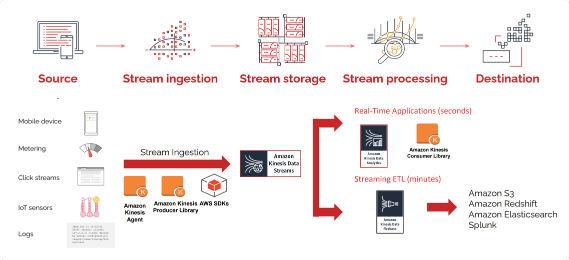 Source
Stream ingestion
Stream storage
Stream processing
Destination
Mobile device
Metering
Click streams
IoT sensors
Logs
Stream Ingestion
Amazon
Kinesis
Agent
Amazon Kinesis
Producer Library
AWS SDKs
Amazon
Kinesis Data
Streams
Real-Time Applications (seconds)
Amazon
Kinesis Data
Analytics
Amazon Kinesis
Consumer Library
Streaming ETL (minutes)
Amazon
Kinesis Data
Firehose
Amazon S3
Amazon Redshift
Amazon Elasticsearch
Splunk